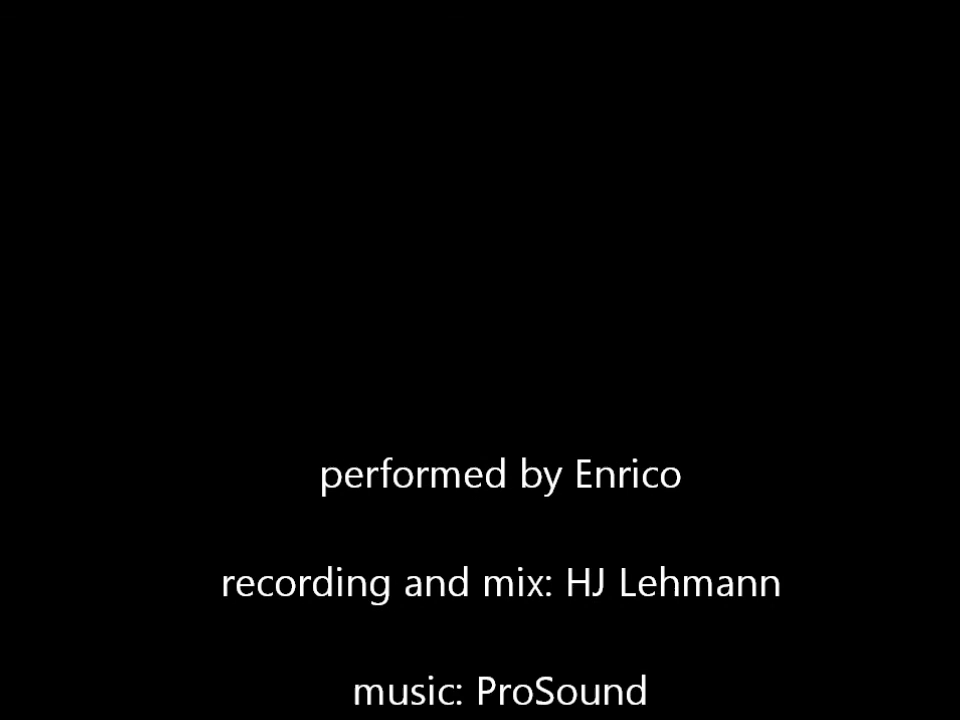 performed by Enrico
recording and mix: HJ Lehmann
music: ProSound